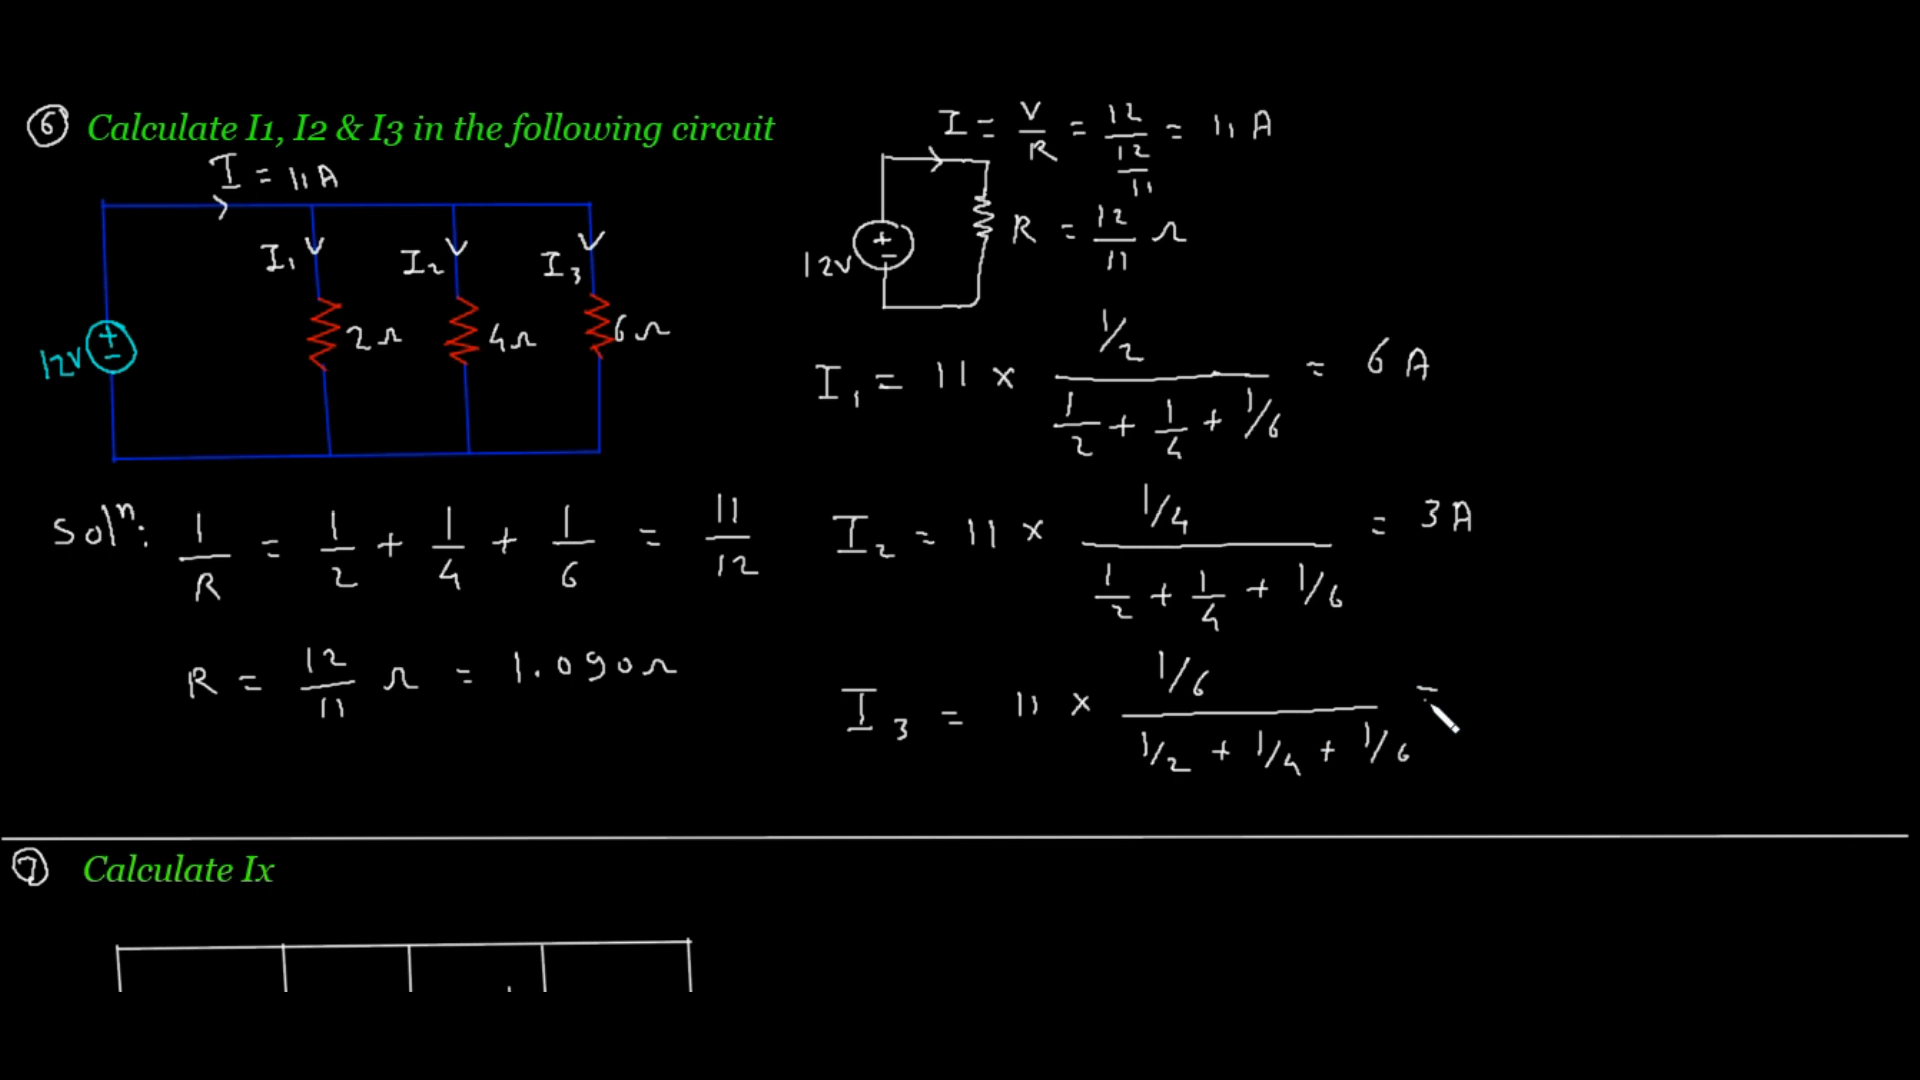 6 Calculate I1, I2 & I3 in the following circuit
I = 11 A
I1 I2 I3
12V 2Ω 4Ω 6Ω
Solⁿ: 1/R = 1/2 + 1/4 + 1/6 = 11/12
R = 12/11 Ω = 1.090Ω
I = V/R = 12/(12/11) = 11 A
12V R = 12/11 Ω
I1 = 11 × (1/2)/(1/2 + 1/4 + 1/6) = 6 A
I2 = 11 × (1/4)/(1/2 + 1/4 + 1/6) = 3A
I3 = 11 × (1/6)/(1/2 + 1/4 + 1/6) =
7 Calculate Ix